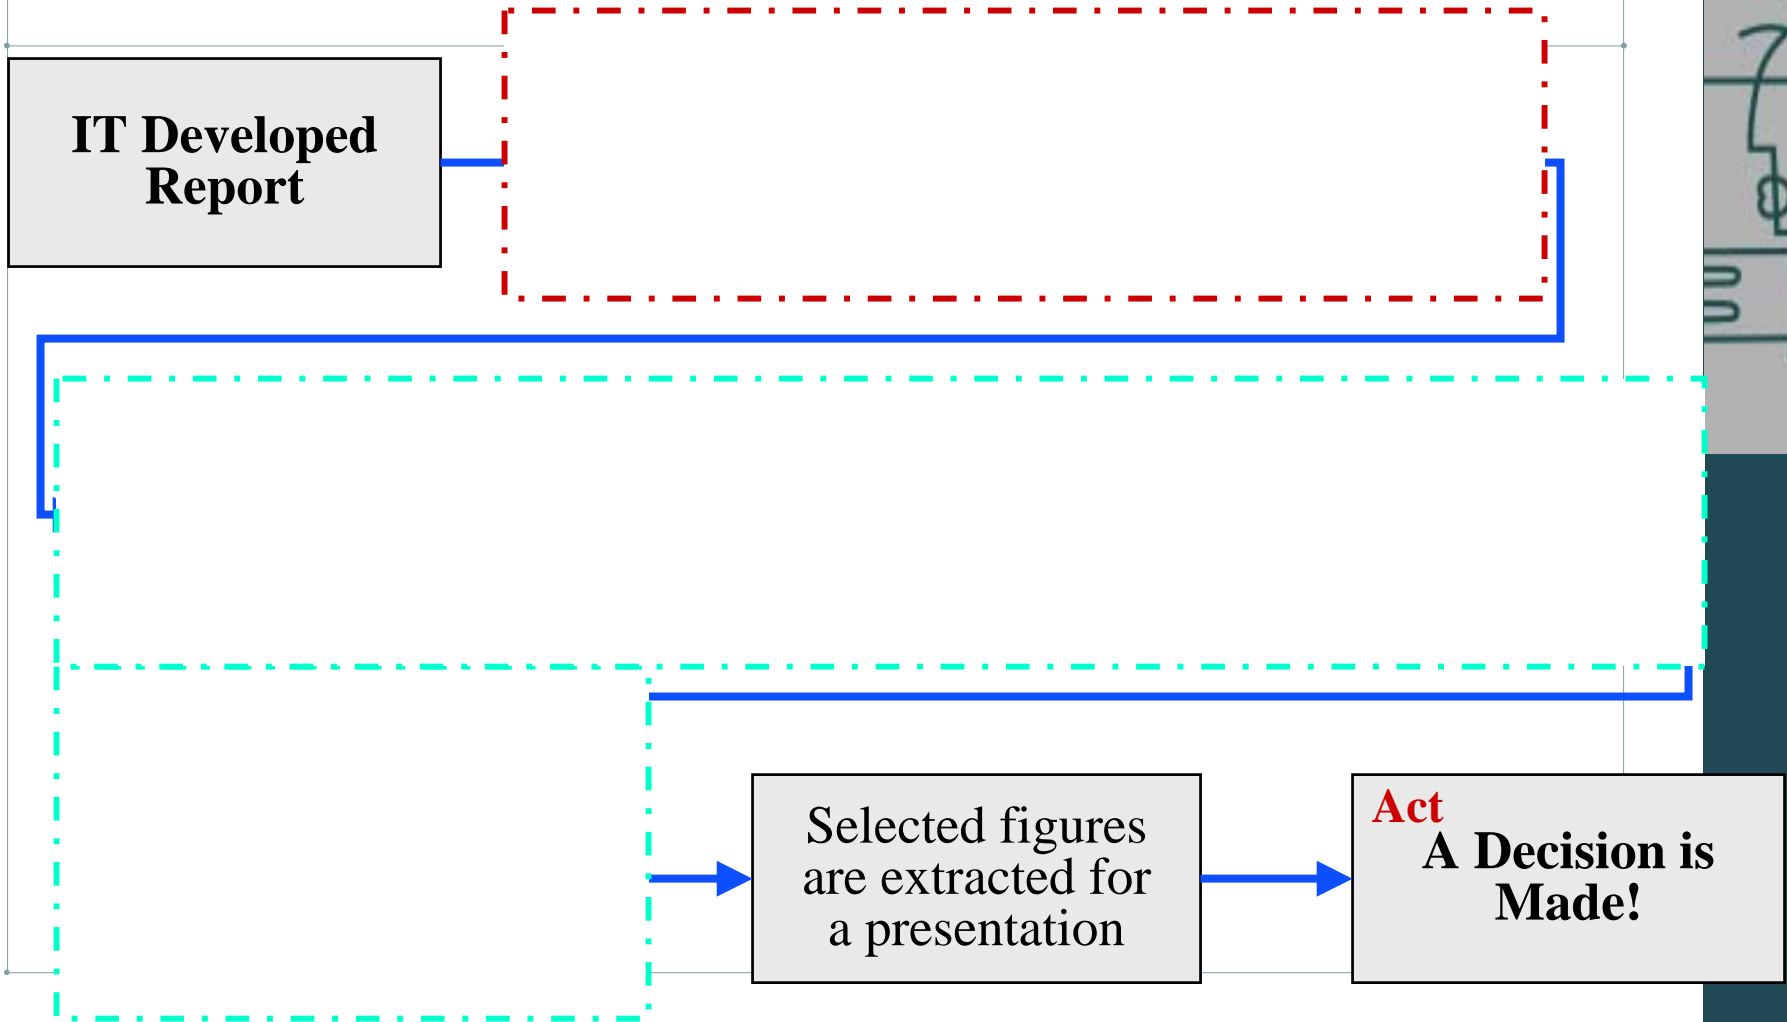 IT Developed
Report
Selected figures
are extracted for
a presentation
Act
A Decision is
Made!